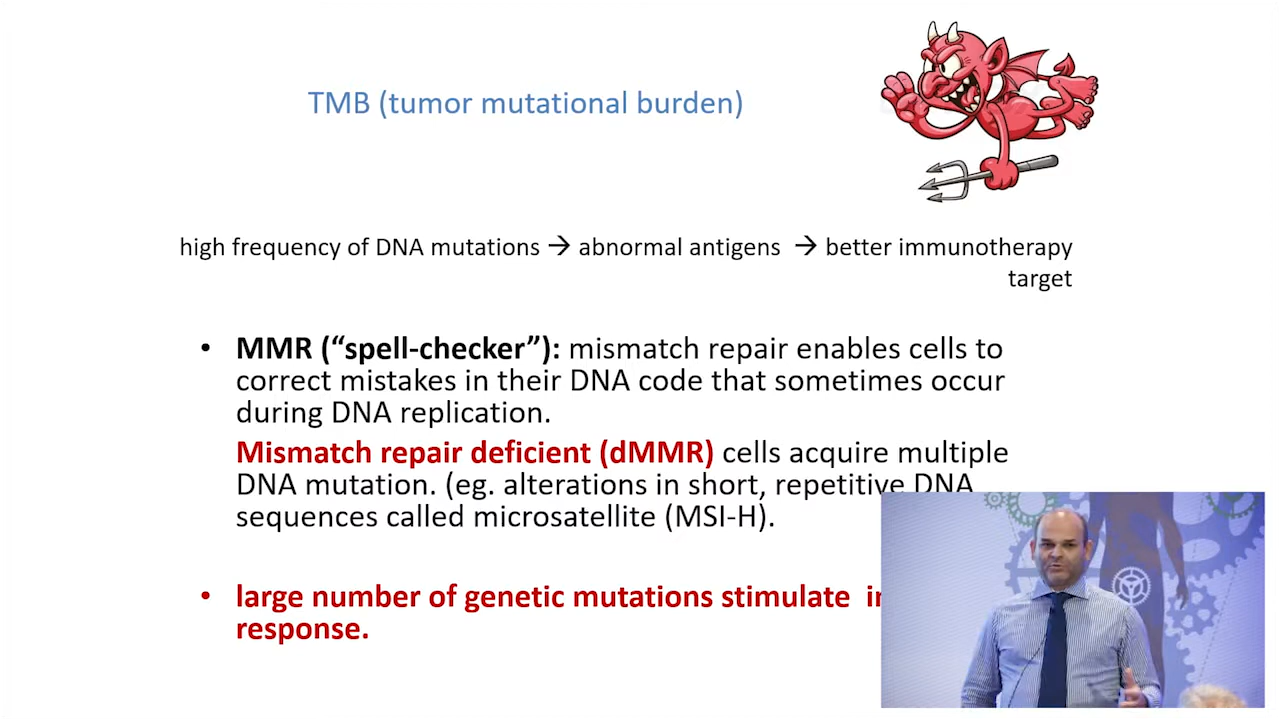 TMB (tumor mutational burden)
high frequency of DNA mutations → abnormal antigens → better immunotherapy
target
• MMR (“spell-checker”): mismatch repair enables cells to
correct mistakes in their DNA code that sometimes occur
during DNA replication.
Mismatch repair deficient (dMMR) cells acquire multiple
DNA mutation. (eg. alterations in short, repetitive DNA
sequences called microsatellite (MSI-H).
• large number of genetic mutations stimulate
response.